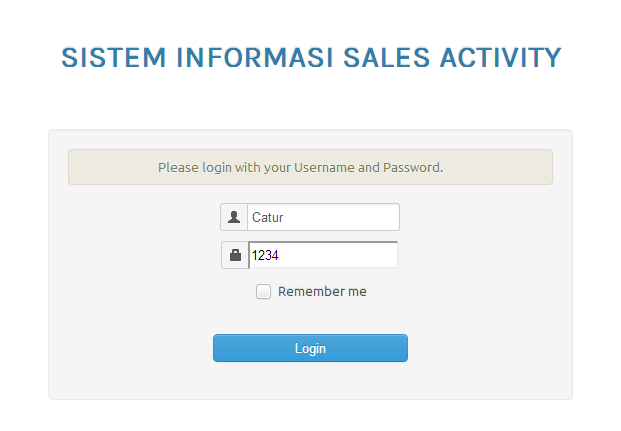 SISTEM INFORMASI SALES ACTIVITY
Please login with your Username and Password.
Catur
1234
Remember me
Login